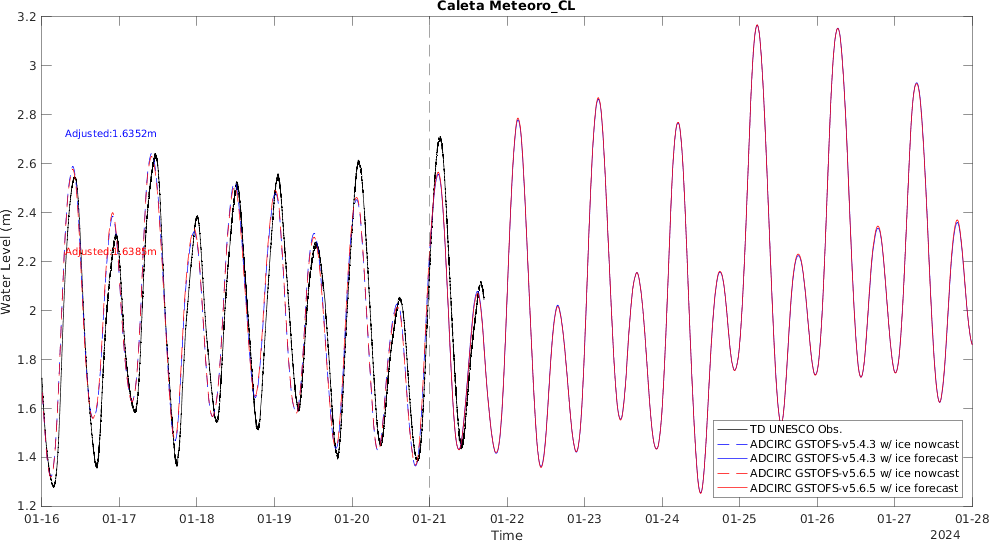 Caleta Meteoro_CL
3.2
3
2.8
2.6
2.4
2.2
2
1.8
1.6
1.4
1.2
Water Level (m)
Adjusted:1.6352m
Adjusted:1.6385m
TD UNESCO Obs.
ADCIRC GSTOFS-v5.4.3 w/ ice nowcast
ADCIRC GSTOFS-v5.4.3 w/ ice forecast
ADCIRC GSTOFS-v5.6.5 w/ ice nowcast
ADCIRC GSTOFS-v5.6.5 w/ ice forecast
01-16 01-17 01-18 01-19 01-20 01-21 01-22 01-23 01-24 01-25 01-26 01-27 01-28
Time
2024